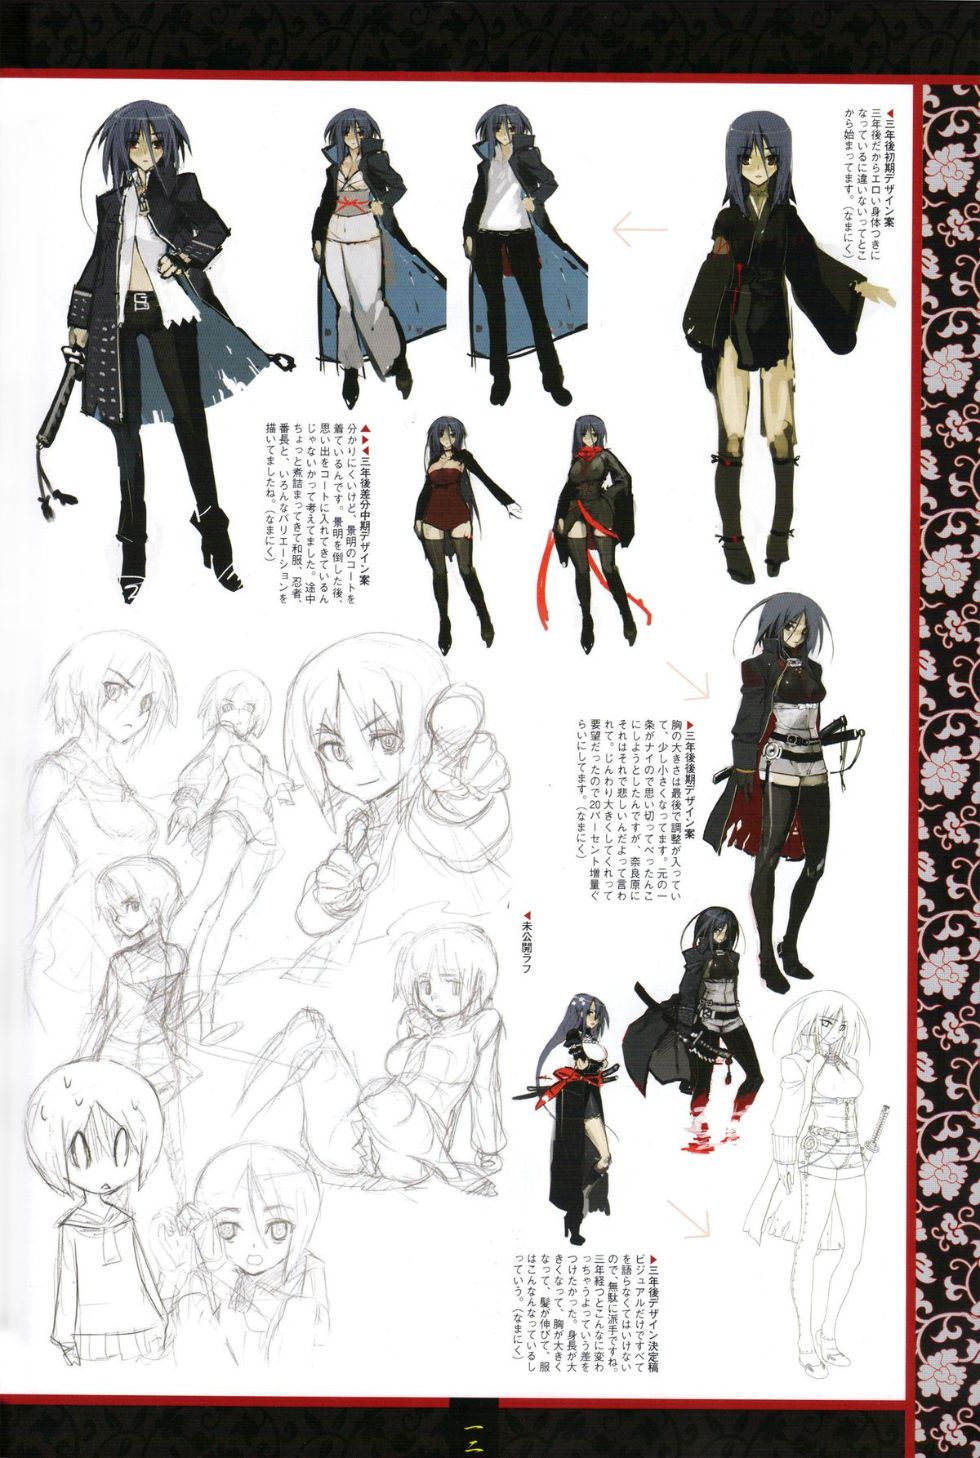 ◀三年後初期デザイン案
三年後だからエロい身体つきに
なっているに違いないってとこ
から始まってます。（なまにく）
▲▶◀三年後差分中期デザイン案
分かりにくいけど、景明のコートを
着ているんです。景明を倒した後、
思い出をコートに入れてきているん
じゃないかって考えてました。途中
ちょっと煮詰まってきて和服、忍者、
番長と、いろんなバリエーションを
描いてましたね。（なまにく）
▶三年後後期デザイン案
胸の大きさは最後で調整が入ってい
て、少し小さくなってます。元の一
条がナイので思い切ってぺったんこ
にしようとしたんですが、奈良原に
それはそれで悲しいんだよって言わ
れて。じんわり大きくしてくれって
要望だったので20パーセント増量ぐ
らいにしてます。（なまにく）
◀未公開ラフ
▶三年後デザイン決定稿
ビジュアルだけですべて
を語らなくてはいけない
ので、無駄に派手ですね。
三年経つとこんなに変わ
っちゃうよっていう差を
つけたかった。身長が大
きくなって、胸が大きく
なって、髪が伸びて、服
はこんなんなっているし
っていう。（なまにく）
一二